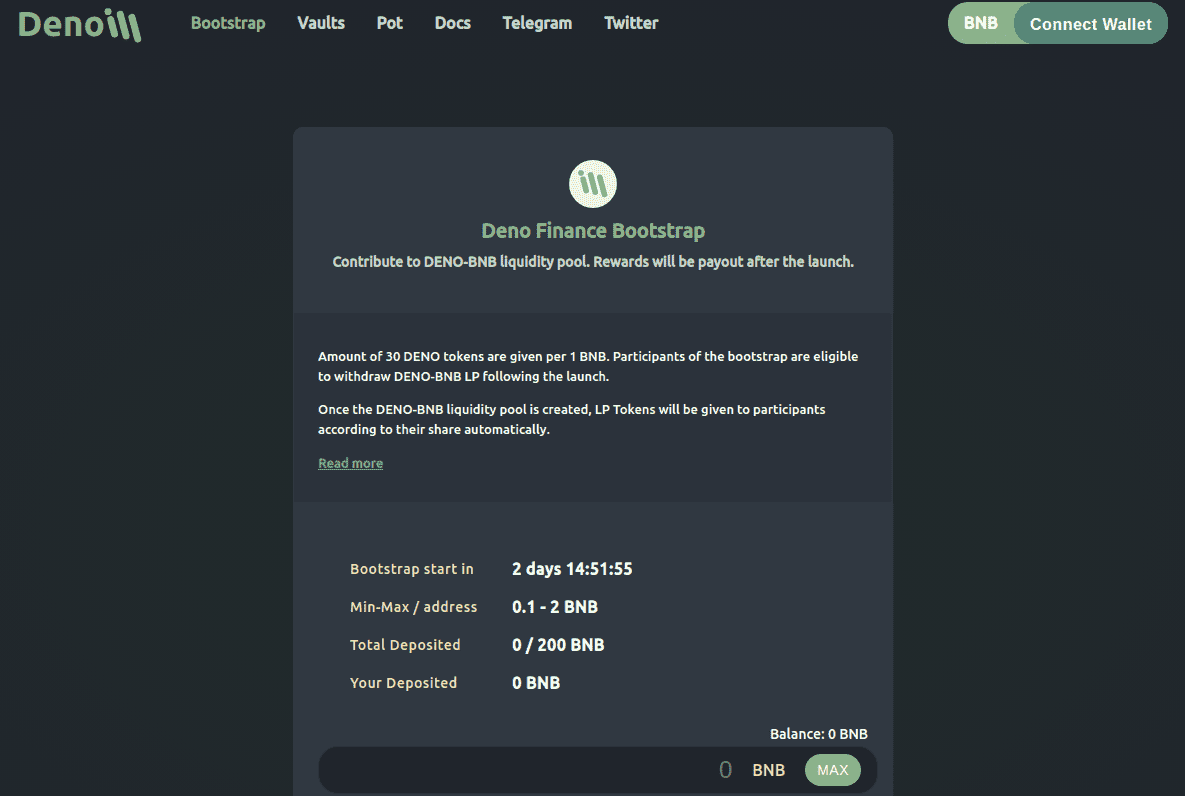 Deno
Bootstrap Vaults Pot Docs Telegram Twitter BNB Connect Wallet
Deno Finance Bootstrap
Contribute to DENO-BNB liquidity pool. Rewards will be payout after the launch.
Amount of 30 DENO tokens are given per 1 BNB. Participants of the bootstrap are eligible
to withdraw DENO-BNB LP following the launch.
Once the DENO-BNB liquidity pool is created, LP Tokens will be given to participants
according to their share automatically.
Read more
Bootstrap start in 2 days 14:51:55
Min-Max / address 0.1 - 2 BNB
Total Deposited 0 / 200 BNB
Your Deposited 0 BNB
Balance: 0 BNB
0 BNB MAX